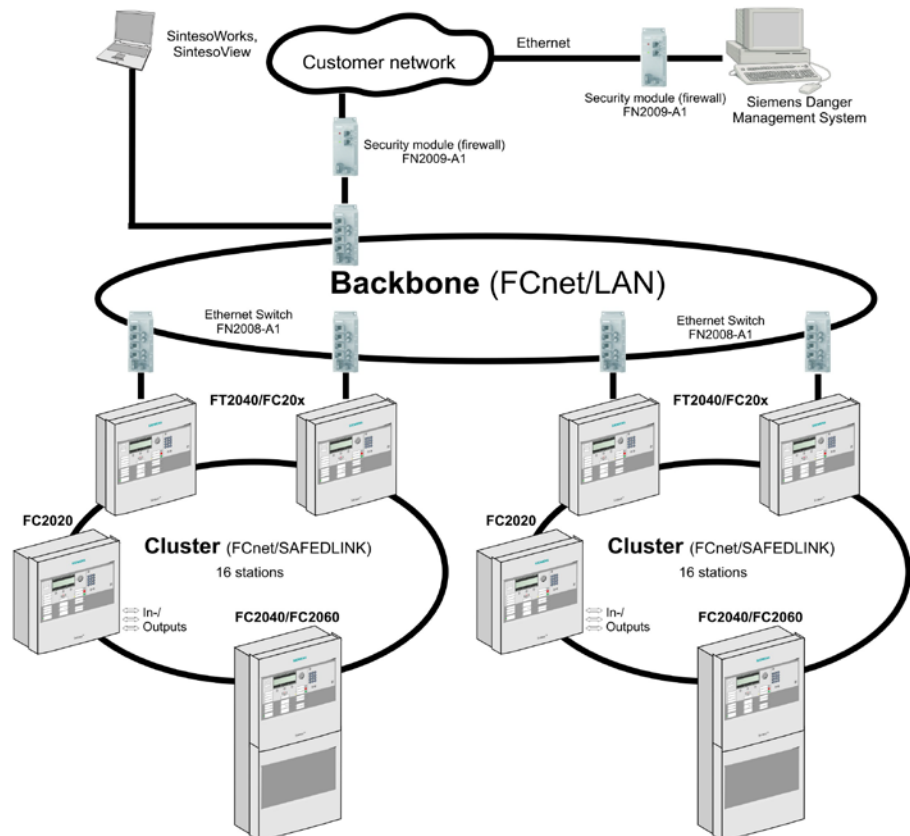 SintesoWorks,
SintesoView
Customer network
Ethernet
Security module (firewall)
FN2009-A1
Siemens Danger
Management System
Security module (firewall)
FN2009-A1
Backbone (FCnet/LAN)
Ethernet Switch
FN2008-A1
Ethernet Switch
FN2008-A1
FT2040/FC20x
FT2040/FC20x
FC2020
FC2020
Cluster (FCnet/SAFEDLINK)
16 stations
Cluster (FCnet/SAFEDLINK)
16 stations
In-/
Outputs
In-/
Outputs
FC2040/FC2060
FC2040/FC2060